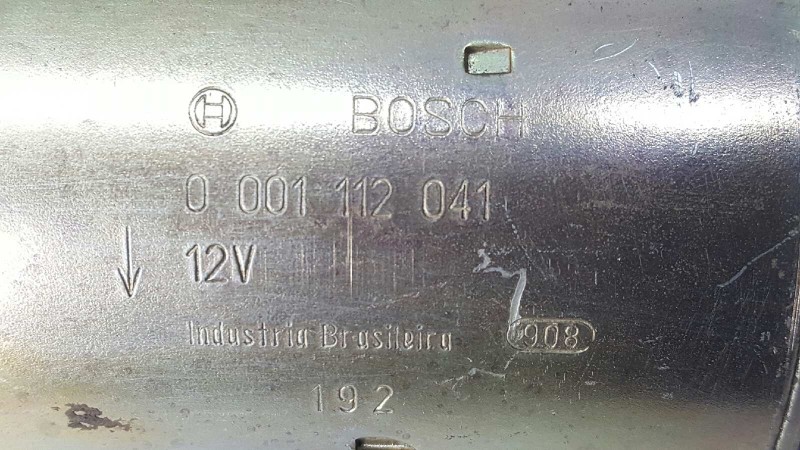 BOSCH
0 001 112 041
12V
Industria Brasileira 908
192